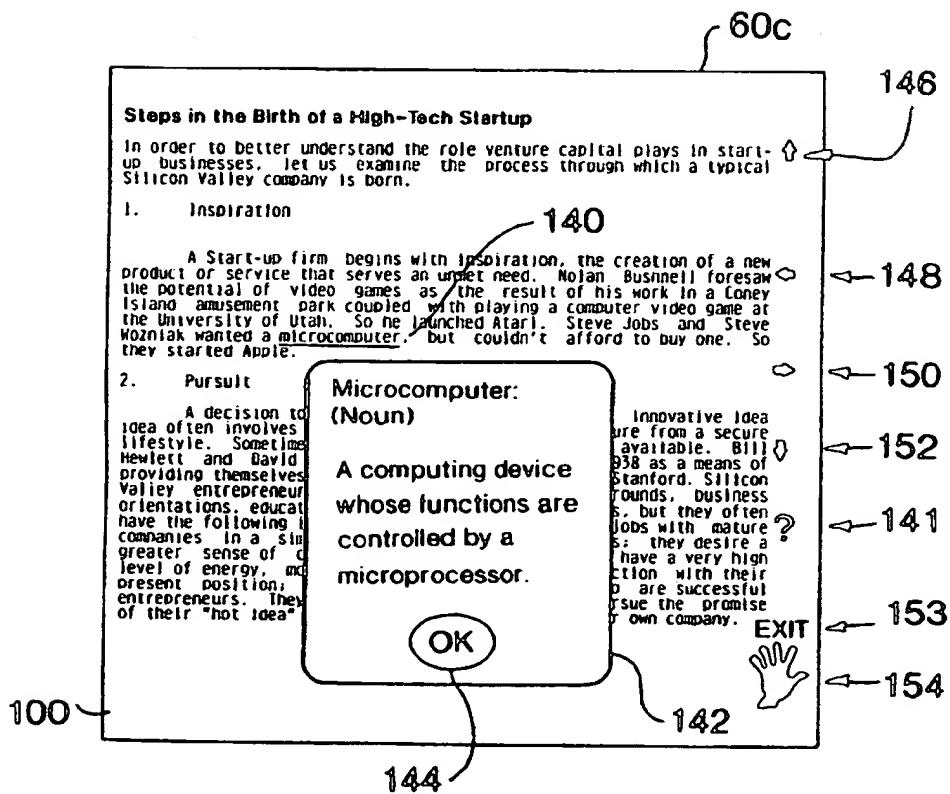 60c
146
Steps in the Birth of a High-Tech Startup
In order to better understand the role venture capital plays in start-
up businesses, let us examine the process through which a typical
Silicon Valley company is born.
1. Inspiration
140
A Start-up firm begins with inspiration, the creation of a new
product or service that serves an unmet need. Nolan Bushnell foresaw
148
the potential of video games as the result of his work in a Coney
Island amusement park coupled with playing a computer video game at
the University of Utah. So he launched Atari. Steve Jobs and Steve
Wozniak wanted a microcomputer, but couldn't afford to buy one. So
they started Apple.
150
2. Pursuit
A decision to innovative idea
idea often involves ure from a secure
lifestyle. Sometime available. Bill
152
Hewlett and David 938 as a means of
providing themselves Stanford. Silicon
Valley entrepreneur rounds, business
orientations, educat s, but they often
have the following jobs with mature
?
141
companies in a sim s; they desire a
greater sense of have a very high
level of energy, mo ction with their
present position; are successful
entrepreneurs. They rsue the promise
of their "hot idea" own company.
Microcomputer:
(Noun)
A computing device
whose functions are
controlled by a
microprocessor.
OK
EXIT
153
154
100
142
144